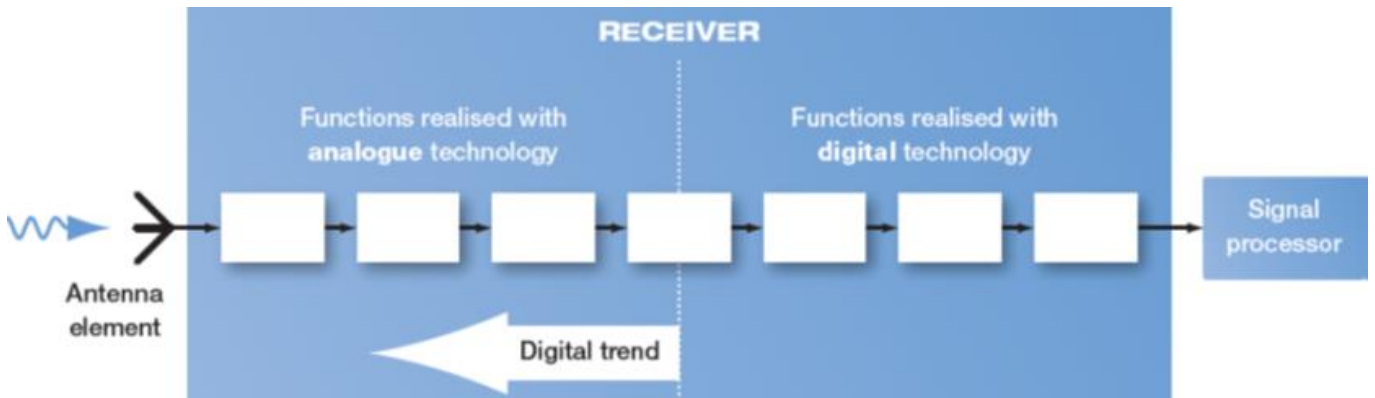 RECEIVER
Functions realised with
analogue technology
Functions realised with
digital technology
Signal
processor
Antenna
element
Digital trend